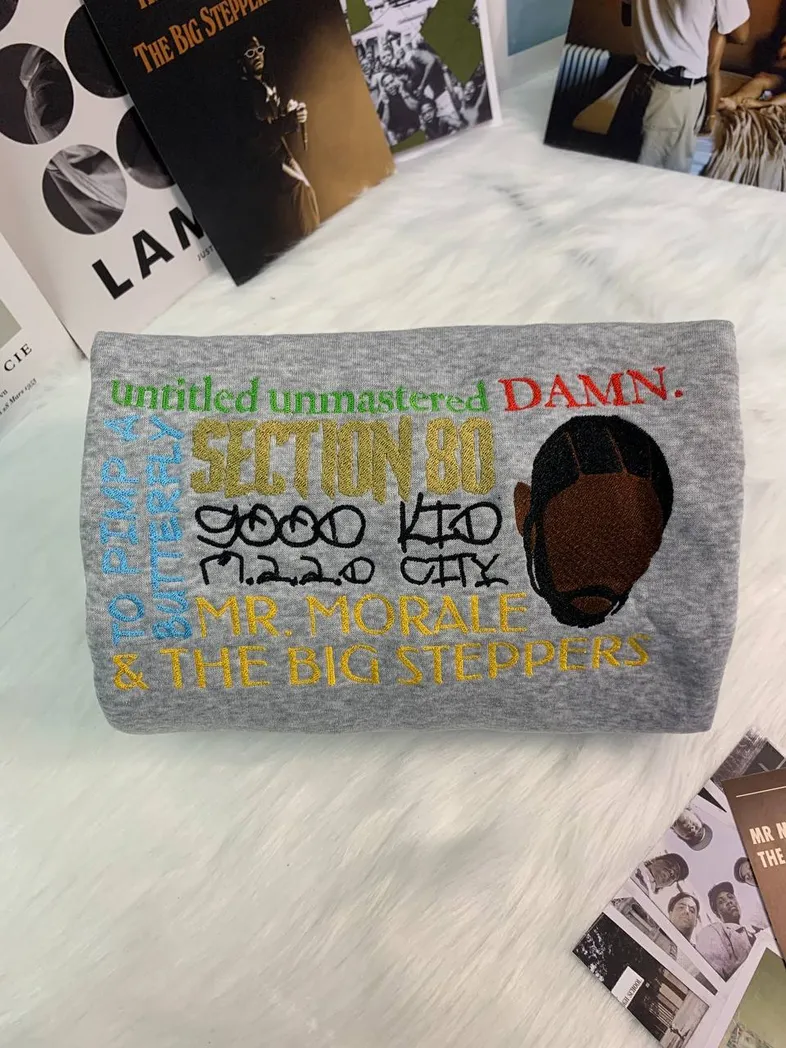 THE BIG STEPPERS
LAM
JUST
CIE
untitled unmastered DAMN.
TO PIMP A
BUTTERFLY
SECTION 80
gOOD KID
m.a.a.d CITY
MR. MORALE
& THE BIG STEPPERS
MR M
THE